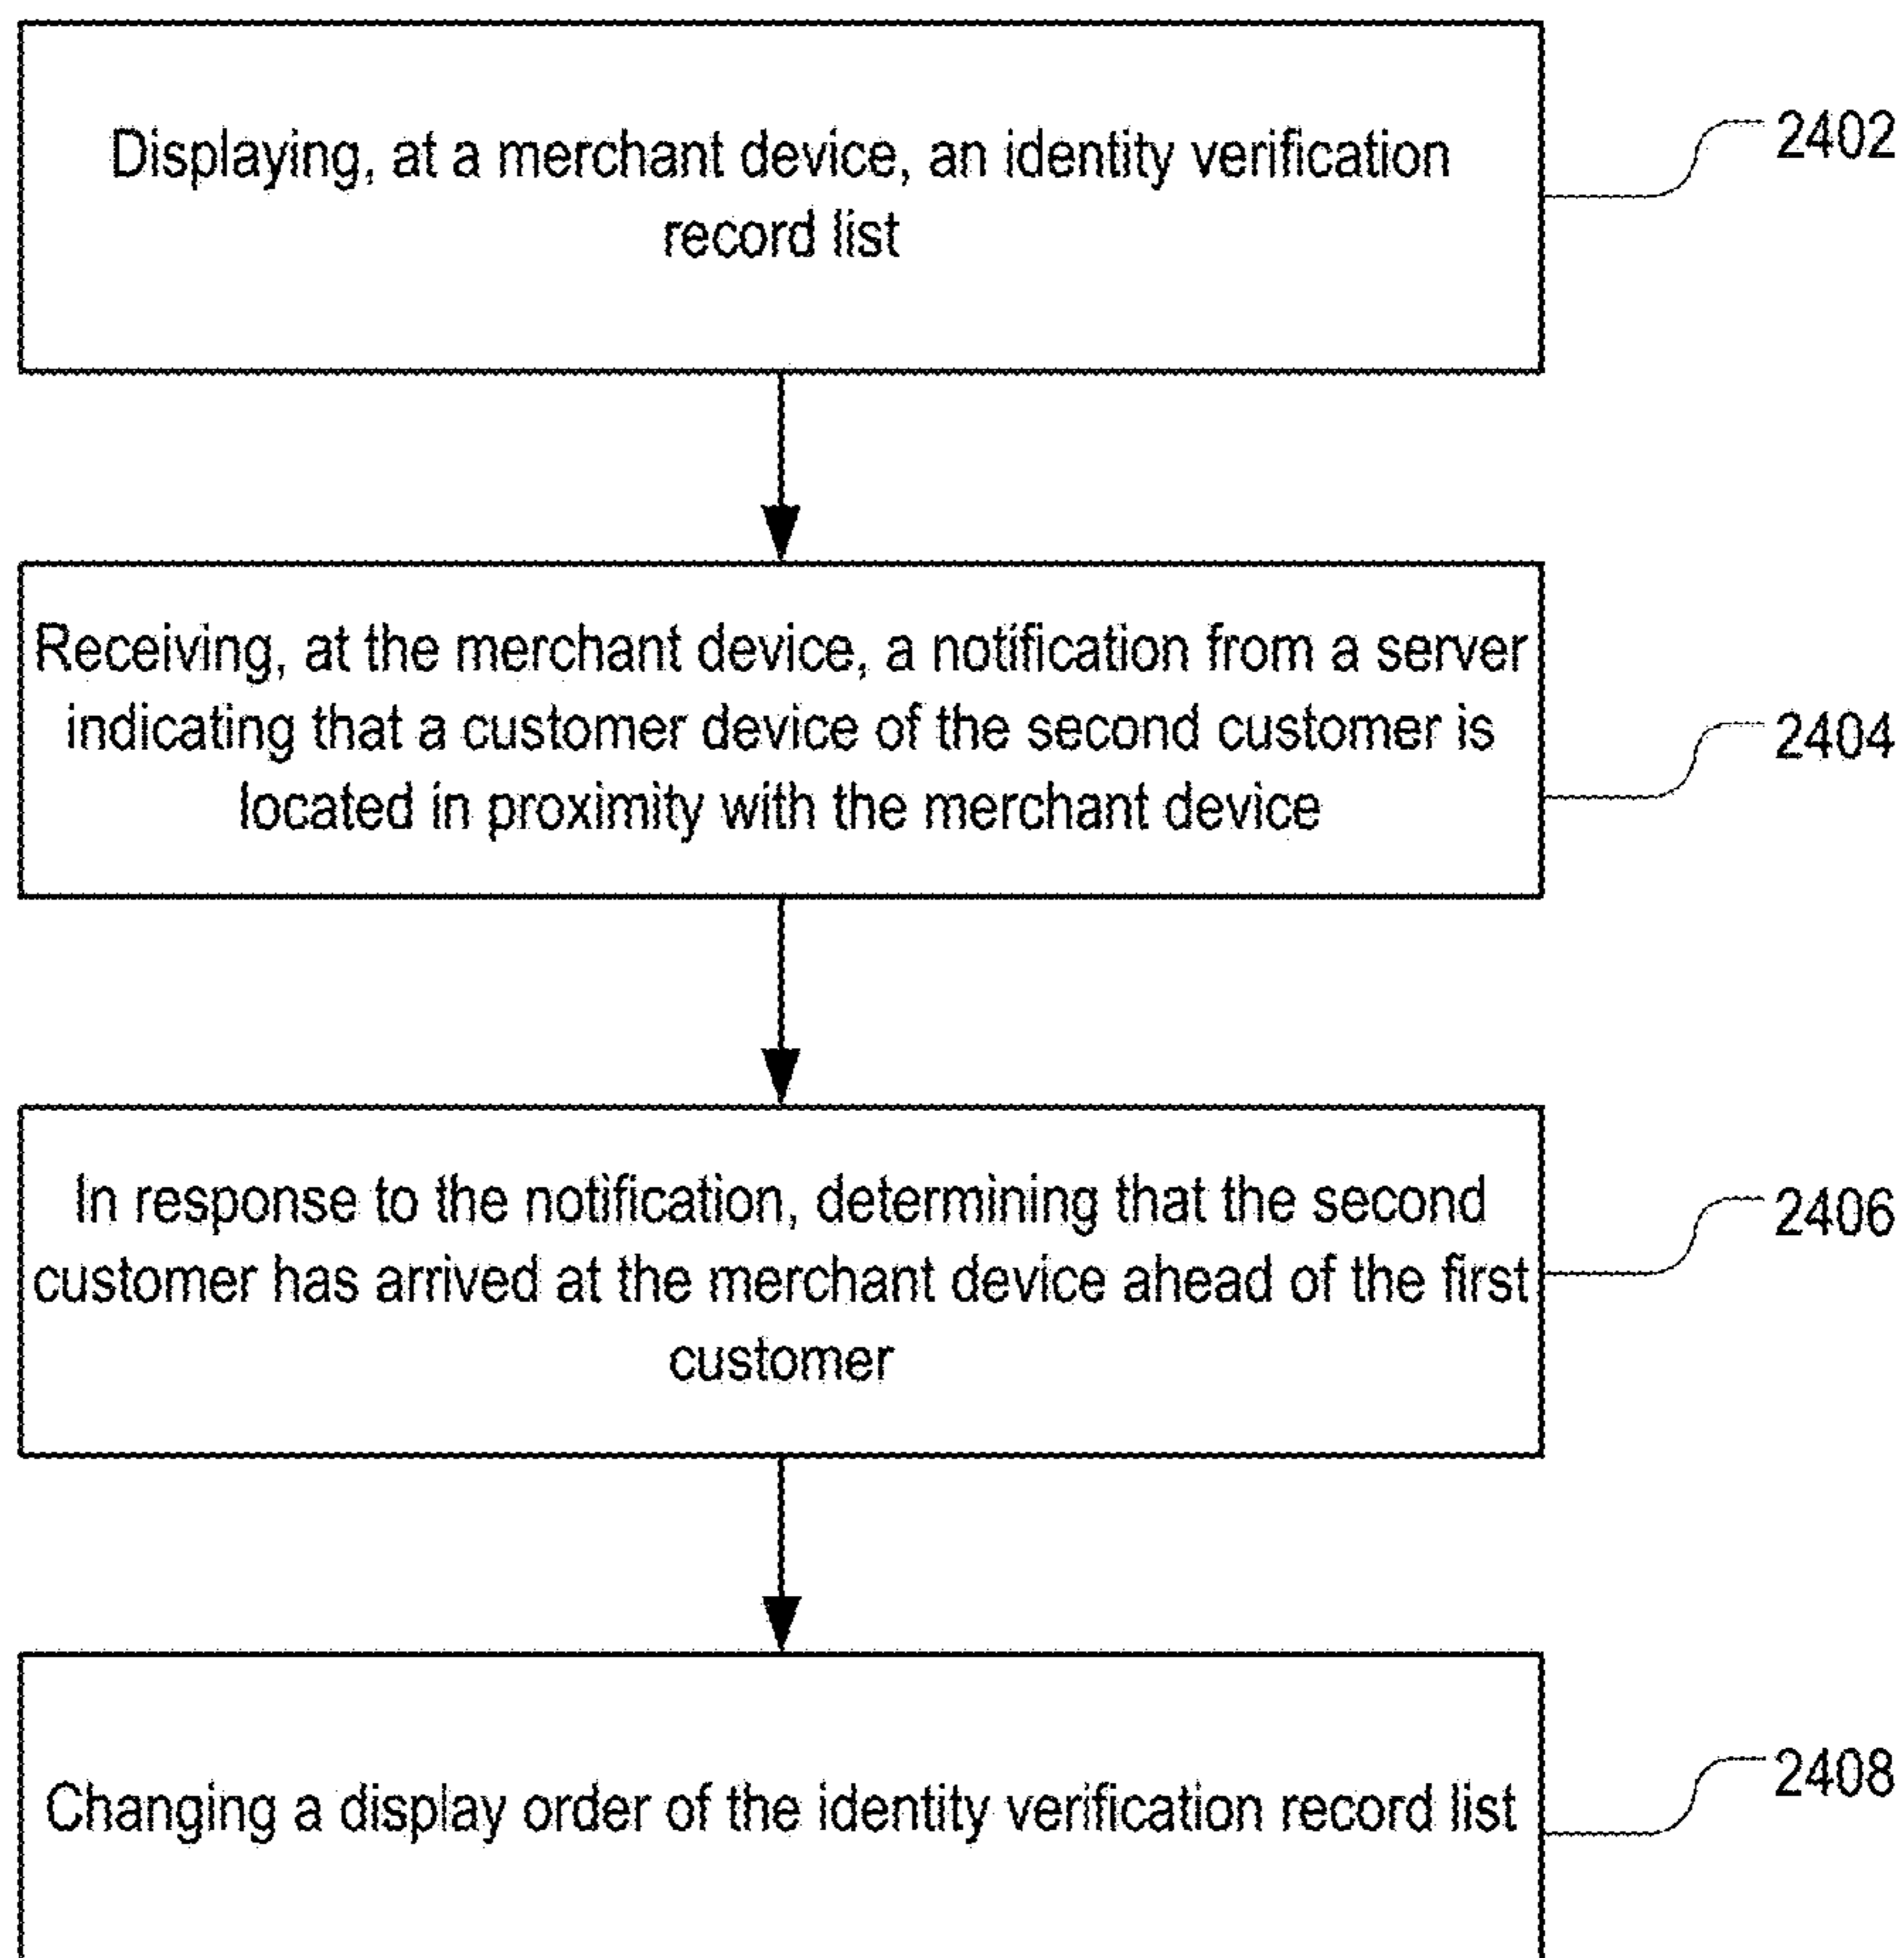 Displaying, at a merchant device, an identity verification
record list
2402
Receiving, at the merchant device, a notification from a server
indicating that a customer device of the second customer is
located in proximity with the merchant device
2404
In response to the notification, determining that the second
customer has arrived at the merchant device ahead of the first
customer
2406
Changing a display order of the identity verification record list
2408